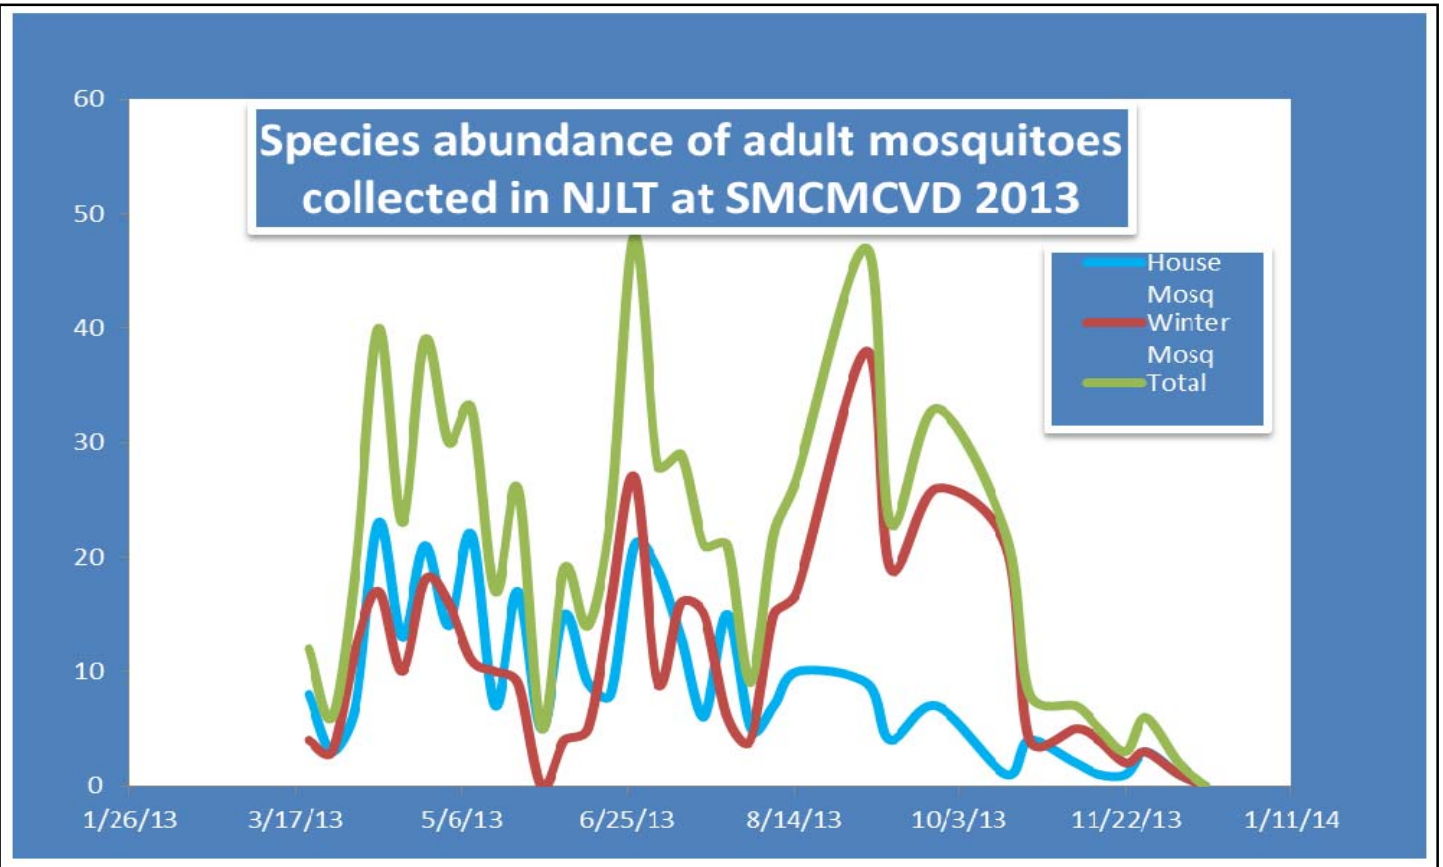 Species abundance of adult mosquitoes
collected in NJLT at SMCMCVD 2013
60
50
40
30
20
10
0
House
Mosq
Winter
Mosq
Total
1/26/13 3/17/13 5/6/13 6/25/13 8/14/13 10/3/13 11/22/13 1/11/14